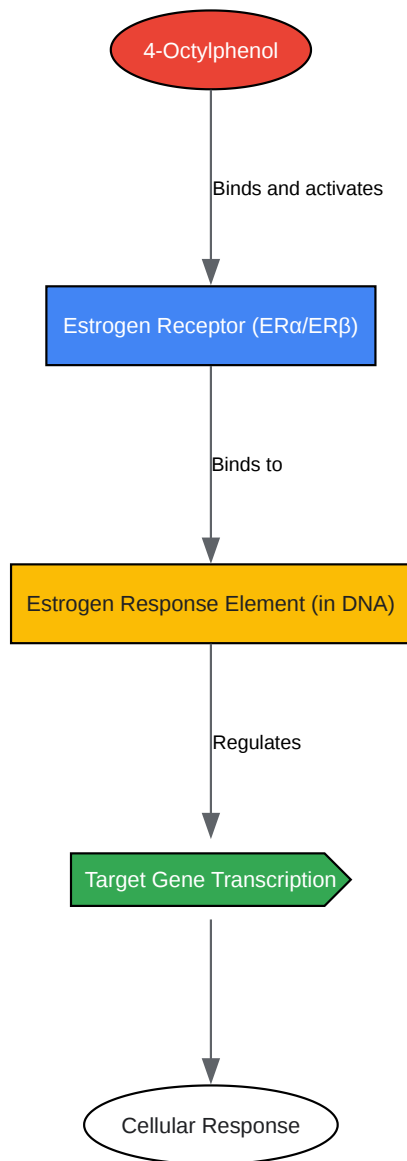 4-Octylphenol
Binds and activates
Estrogen Receptor (ERα/ERβ)
Binds to
Estrogen Response Element (in DNA)
Regulates
Target Gene Transcription
Cellular Response